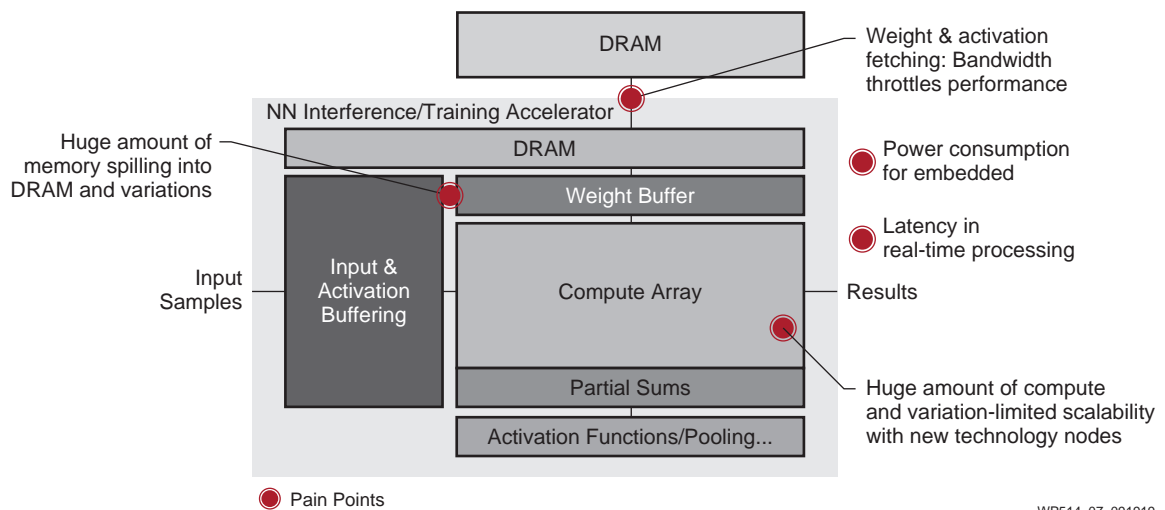 DRAM
Weight & activation
fetching: Bandwidth
throttles performance
NN Interference/Training Accelerator
Huge amount of
memory spilling into
DRAM and variations
DRAM
Power consumption
for embedded
Weight Buffer
Latency in
real-time processing
Input
Samples
Input &
Activation
Buffering
Compute Array
Results
Partial Sums
Huge amount of compute
and variation-limited scalability
with new technology nodes
Activation Functions/Pooling...
Pain Points